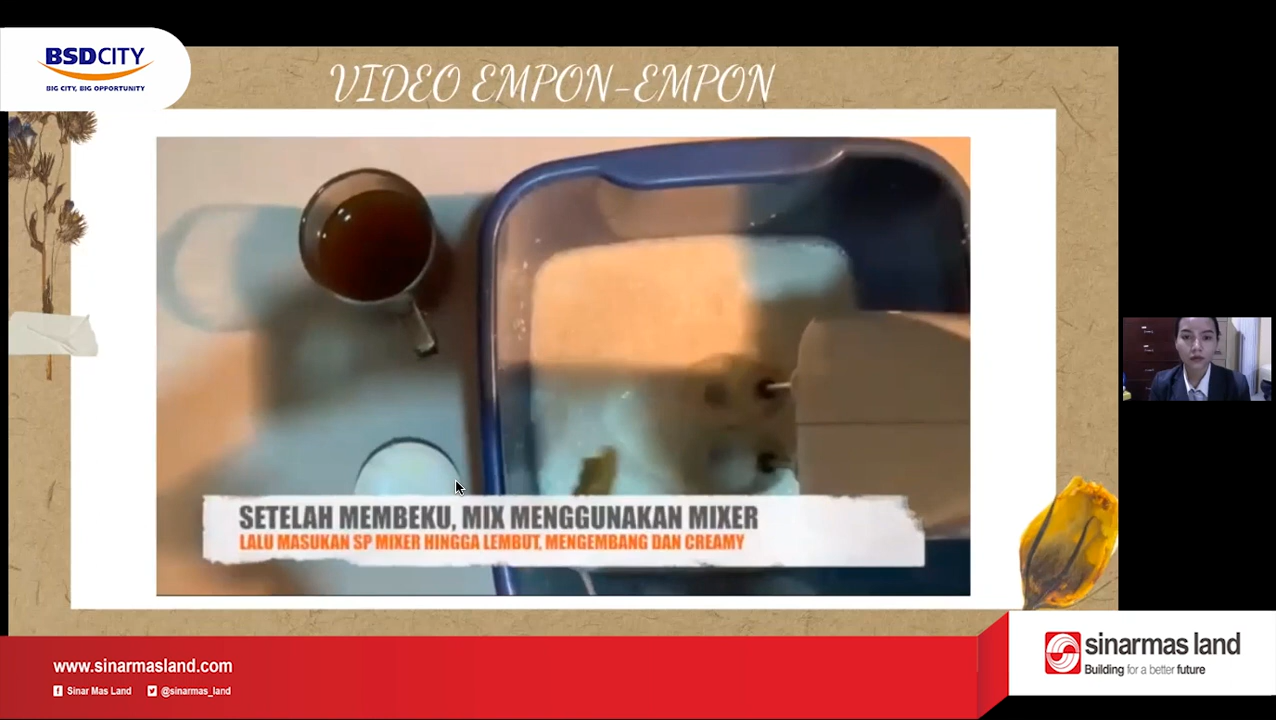 BSDCITY
BIG CITY, BIG OPPORTUNITY
VIDEO EMPON-EMPON
SETELAH MEMBEKU, MIX MENGGUNAKAN MIXER
LALU MASUKAN SP MIXER HINGGA LEMBUT, MENGEMBANG DAN CREAMY
www.sinarmasland.com
Sinar Mas Land
@sinarmas_land
sinarmas land
Building for a better future